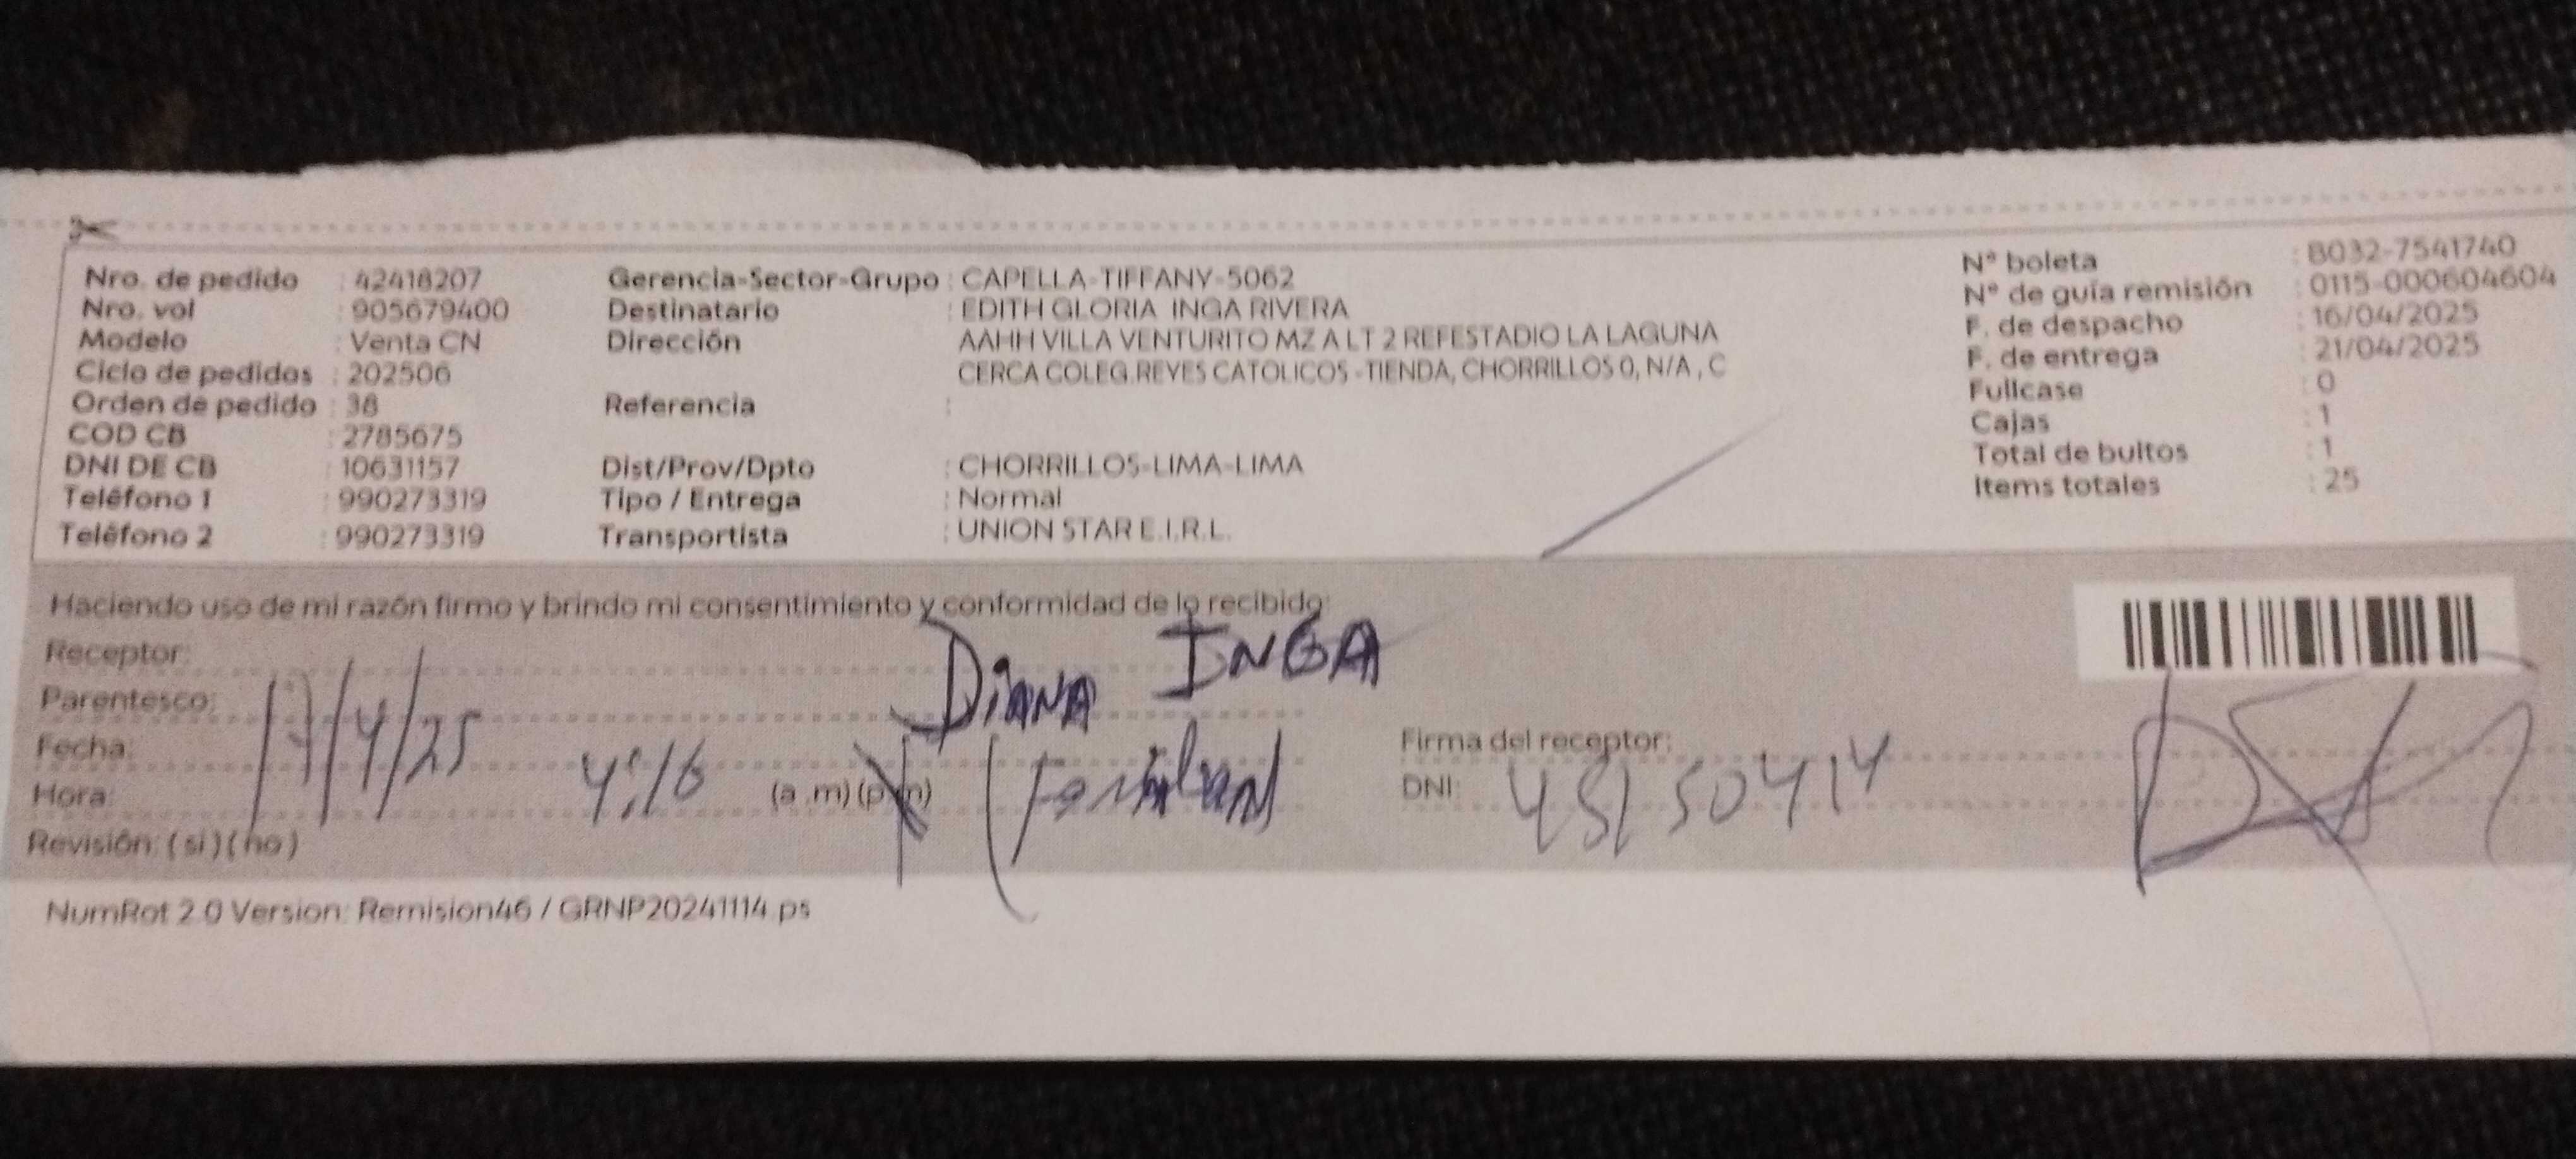 Nro. de pedido : 42418207
Nro. vol : 905679400
Modelo : Venta CN
Ciclo de pedidos : 202506
Orden de pedido : 38
COD CB : 2785675
DNI DE CB : 10631157
Teléfono 1 : 990273319
Teléfono 2 : 990273319
Gerencia-Sector-Grupo : CAPELLA-TIFFANY-5062
Destinatario : EDITH GLORIA INGA RIVERA
Dirección : AAHH VILLA VENTURITO MZ A LT 2 REFESTADIO LA LAGUNA
CERCA COLEG.REYES CATOLICOS -TIENDA, CHORRILLOS 0, N/A , C
Referencia :
Dist/Prov/Dpto : CHORRILLOS-LIMA-LIMA
Tipo / Entrega : Normal
Transportista : UNION STAR E.I.R.L.
N° boleta : B032-7541740
N° de guía remisión : 0115-000604604
F. de despacho : 16/04/2025
F. de entrega : 21/04/2025
Fullcase : 0
Cajas : 1
Total de bultos : 1
Items totales : 25
Haciendo uso de mi razón firmo y brindo mi consentimiento y conformidad de lo recibido:
Receptor: DIANA INGA
Parentesco:
Fecha: 17/4/25
Hora: 4:16 (a .m) (p.m)
Revisión: ( si ) ( no )
Firma del receptor:
DNI: 45150414
NumRot 2.0 Version: Remision46 / GRNP20241114.ps